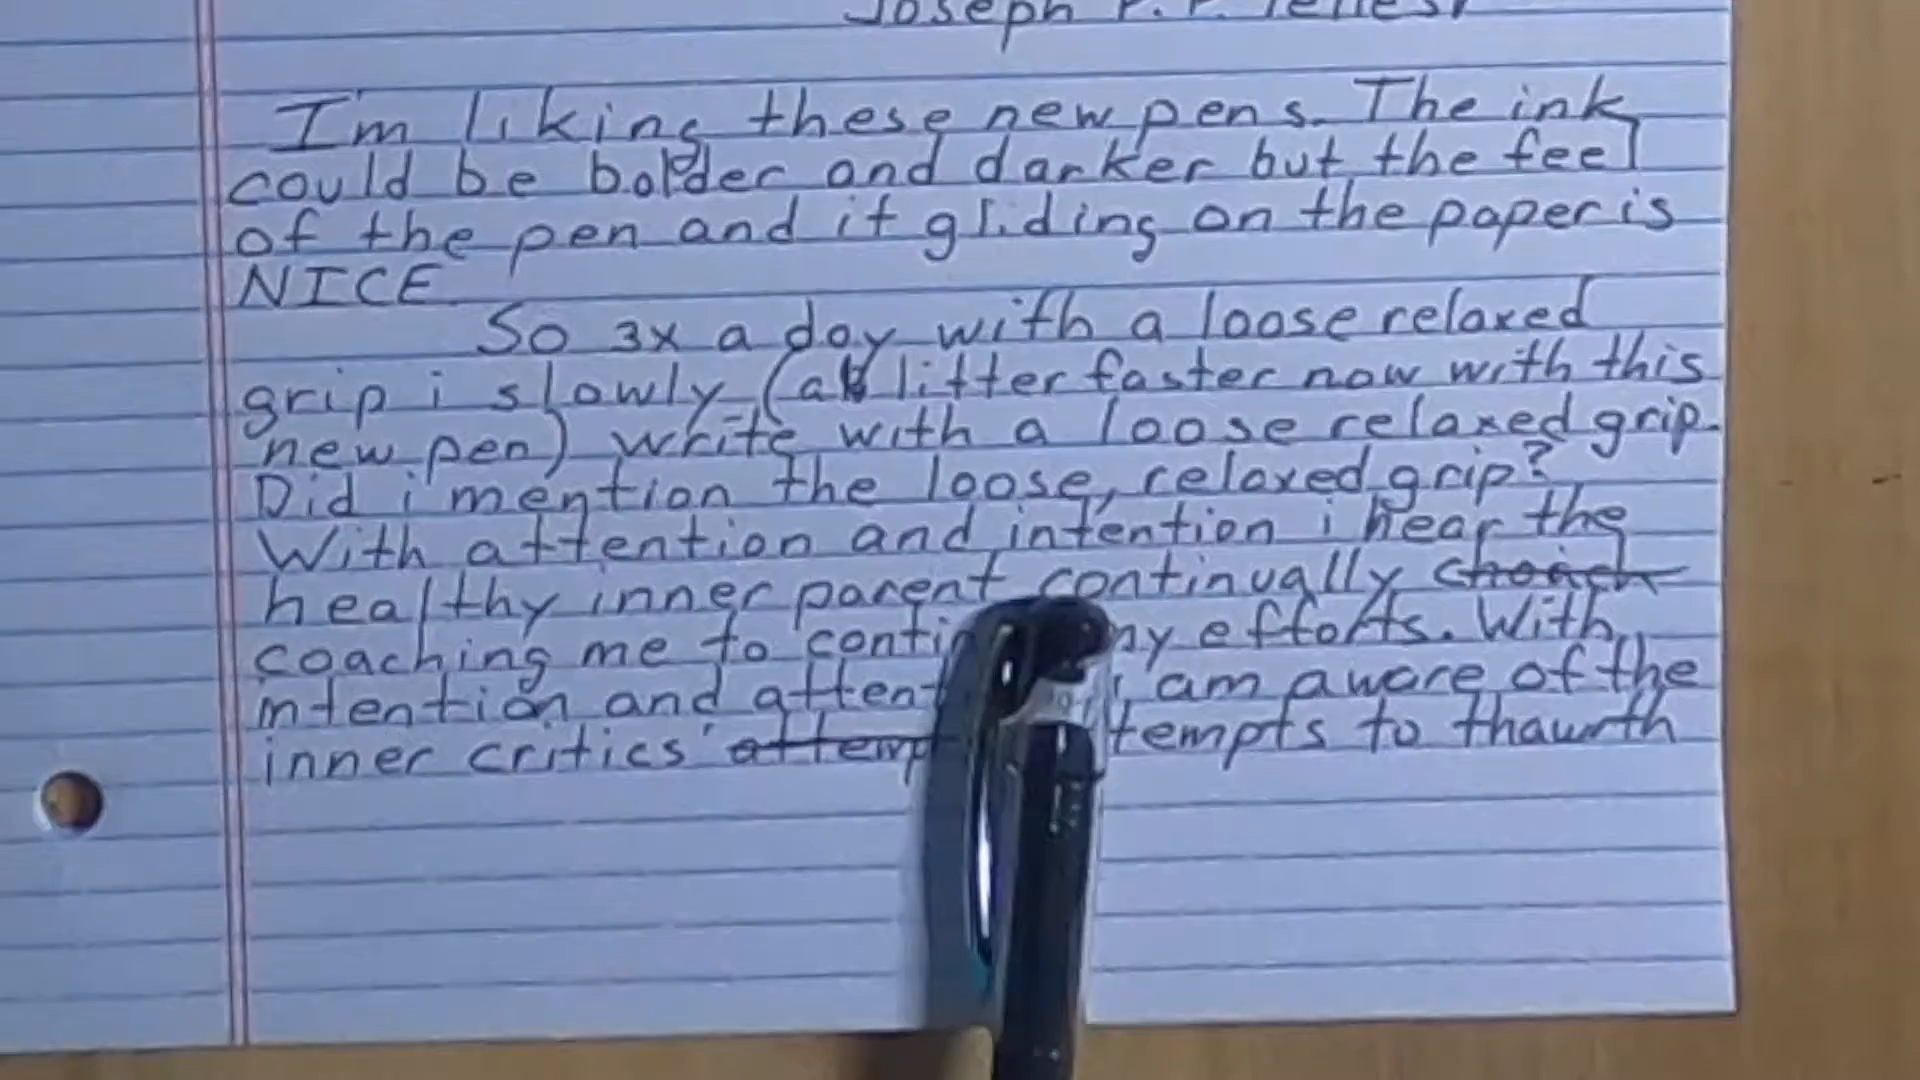 Joseph P. P.
I'm liking these new pens. The ink
could be bolder and darker but the feel
of the pen and it gliding on the paper is
NICE
So 3x a day with a loose relaxed
grip i slowly (a litter faster now with this
new pen) write with a loose relaxed grip.
Did i mention the loose, relaxed grip?
With attention and intention i hear the
healthy inner parent continually
coaching me to contin my efforts. With
intention and attent i am aware of the
inner critics' attemp tempts to thawrth